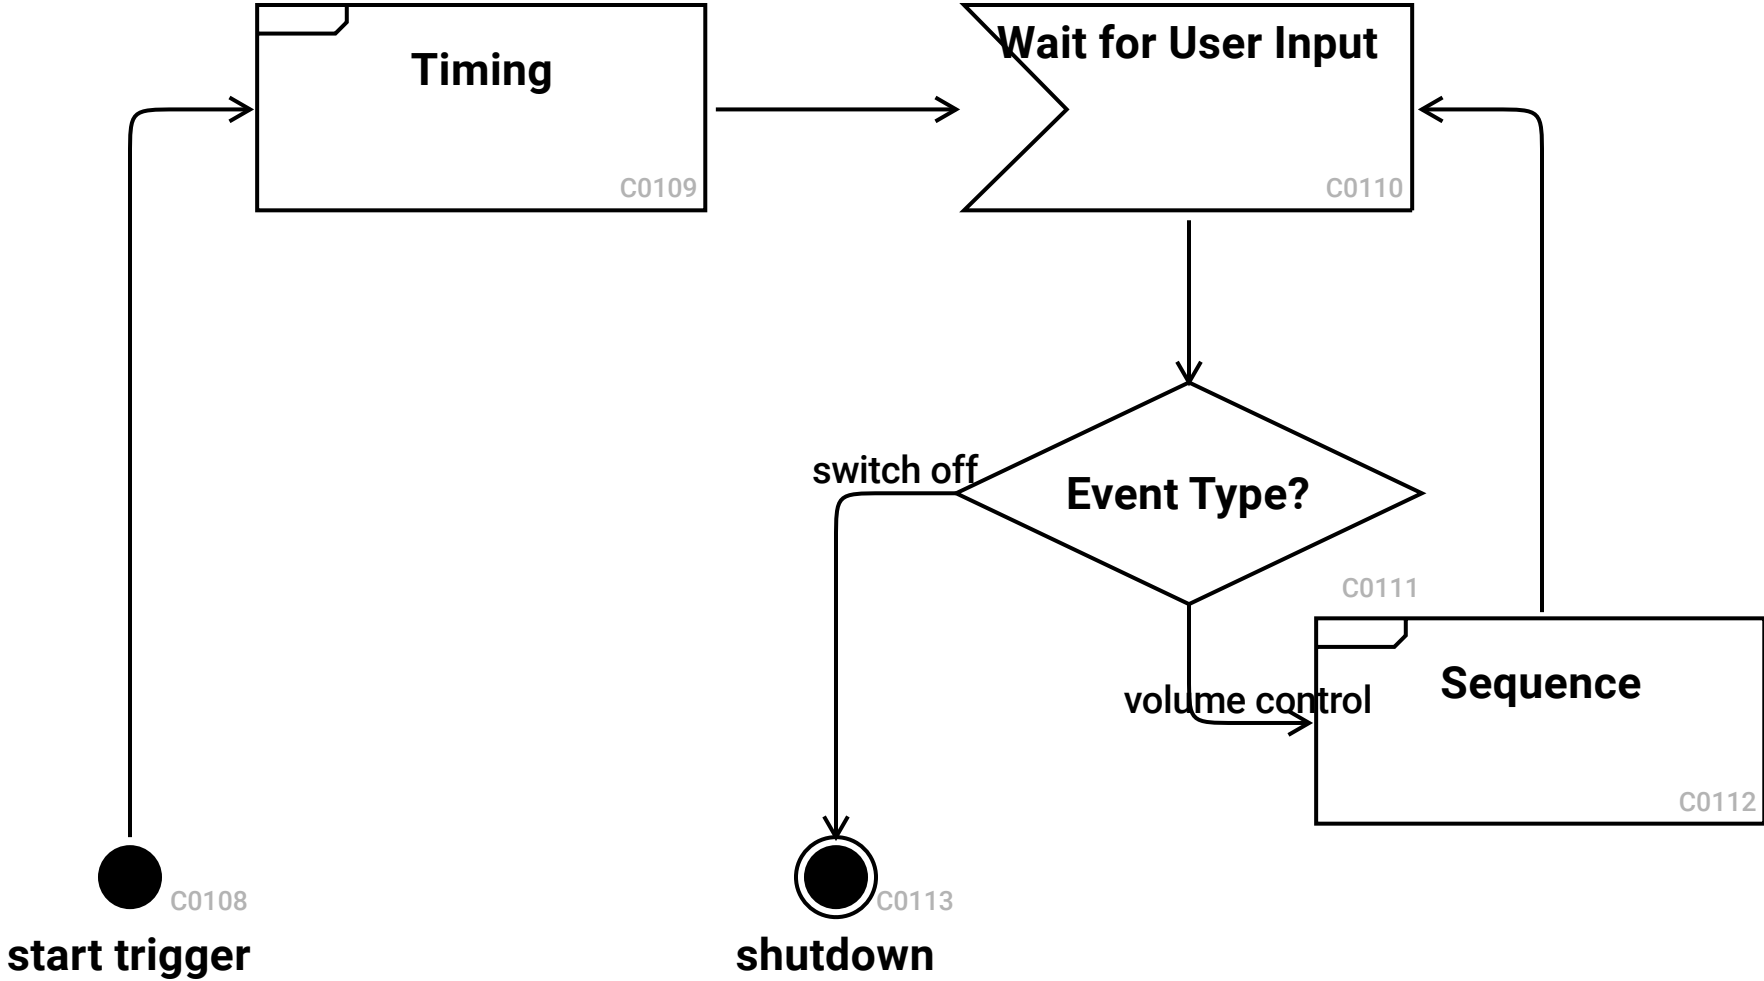 Timing
C0109
Wait for User Input
C0110
switch off
Event Type?
C0111
volume control
Sequence
C0112
C0108
start trigger
C0113
shutdown